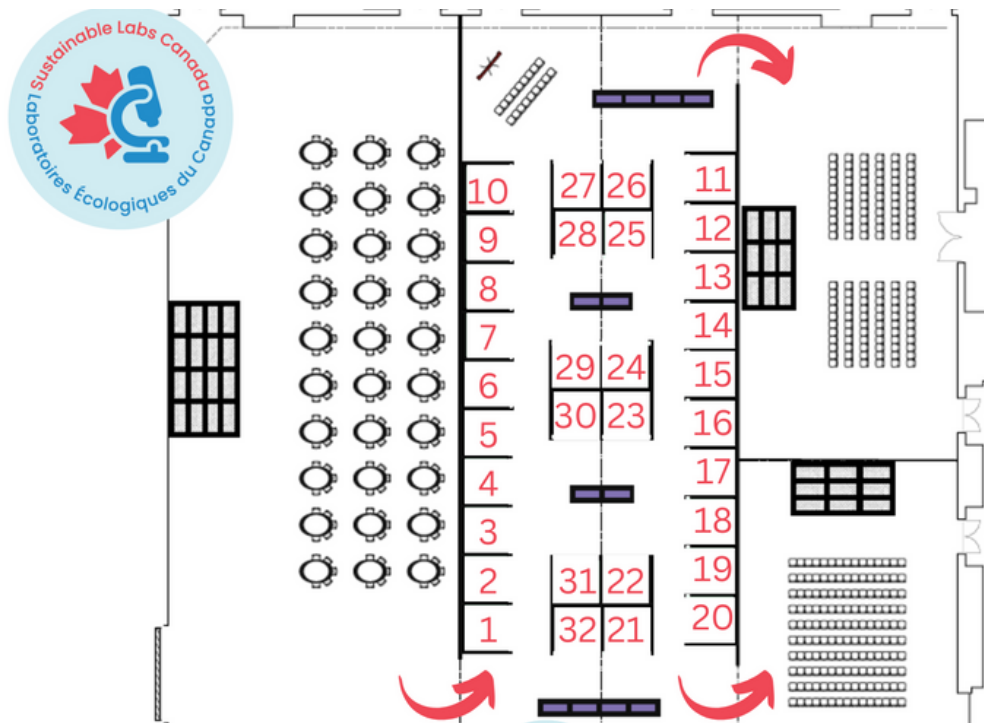 Sustainable Labs Canada
Laboratoires Écologiques du Canada
10 27 26 11
9 28 25 12
8 13
7 29 24 14
6 30 23 15
5 16
4 17
3 18
2 31 22 19
1 32 21 20